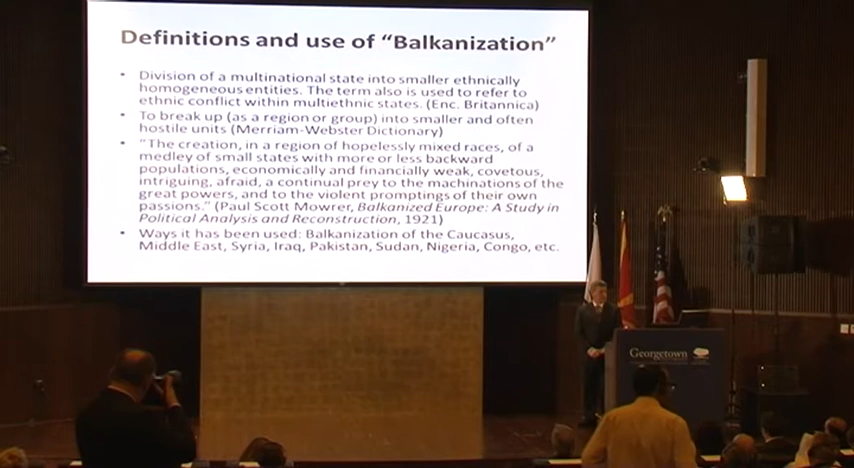 Definitions and use of “Balkanization”
• Division of a multinational state into smaller ethnically
homogeneous entities. The term also is used to refer to
ethnic conflict within multiethnic states. (Enc. Britannica)
• To break up (as a region or group) into smaller and often
hostile units (Merriam-Webster Dictionary)
• “The creation, in a region of hopelessly mixed races, of a
medley of small states with more or less backward
populations, economically and financially weak, covetous,
intriguing, afraid, a continual prey to the machinations of the
great powers, and to the violent promptings of their own
passions.” (Paul Scott Mowrer, Balkanized Europe: A Study in
Political Analysis and Reconstruction, 1921)
• Ways it has been used: Balkanization of the Caucasus,
Middle East, Syria, Iraq, Pakistan, Sudan, Nigeria, Congo, etc.
Georgetown